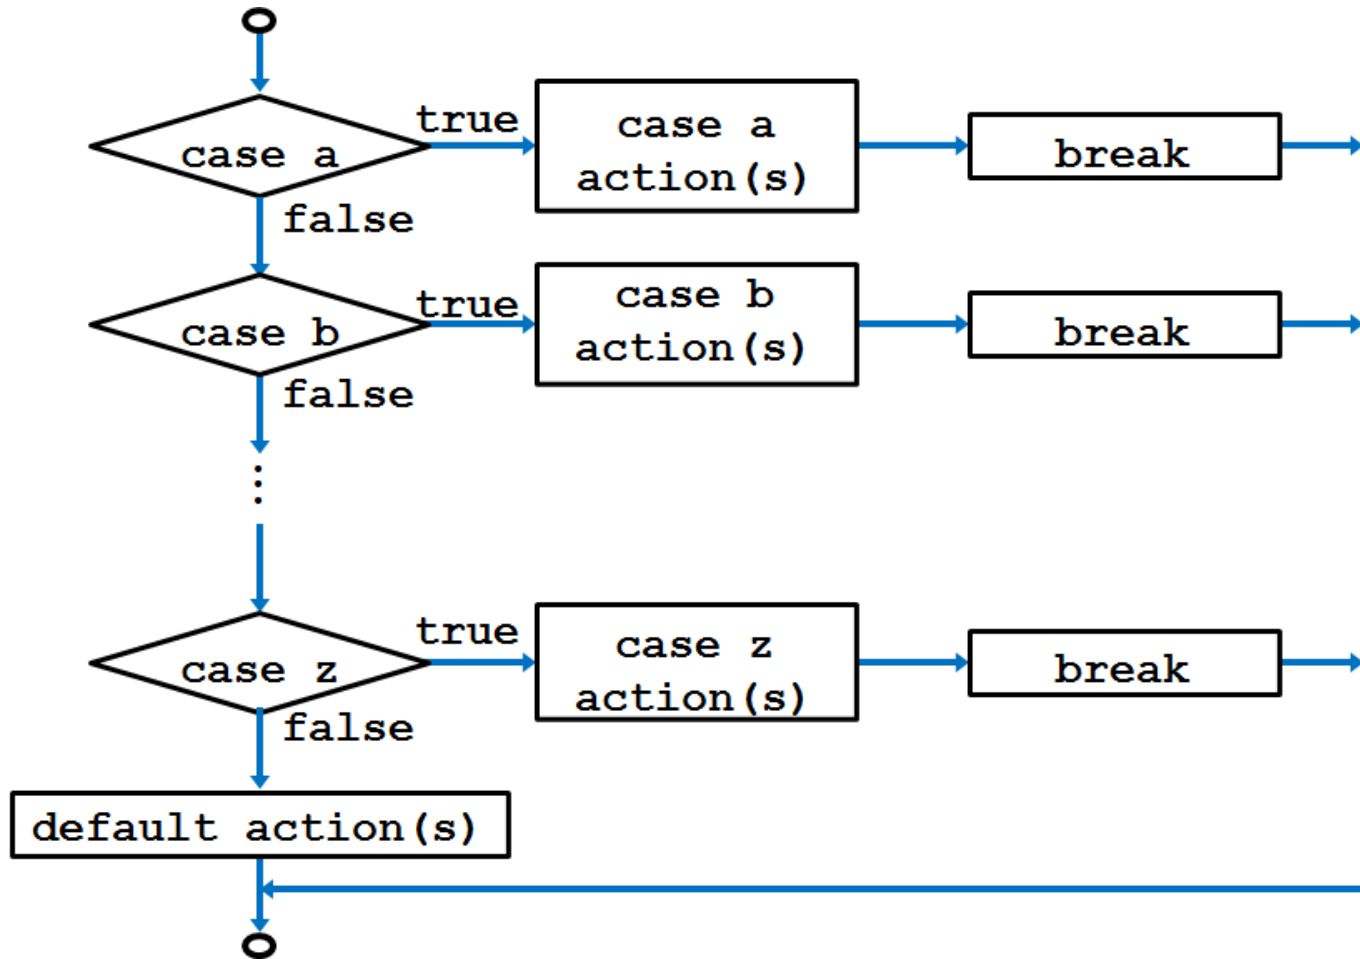 true
case a
case a
action(s)
break
false
true
case b
case b
action(s)
break
false
⋮
true
case z
case z
action(s)
break
false
default action(s)